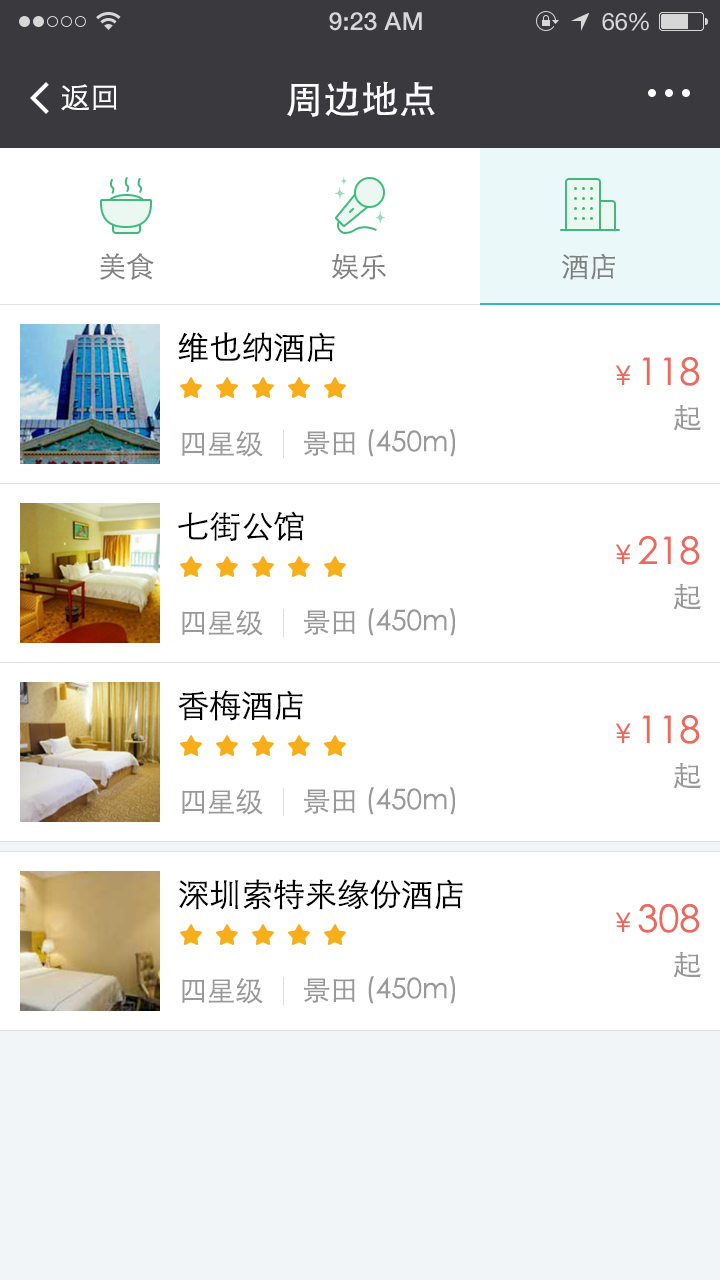 9:23 AM 66%
返回 周边地点
美食 娱乐 酒店
维也纳酒店
¥ 118
起
四星级 景田 (450m)
七街公馆
¥ 218
起
四星级 景田 (450m)
香梅酒店
¥ 118
起
四星级 景田 (450m)
深圳索特来缘份酒店
¥ 308
起
四星级 景田 (450m)